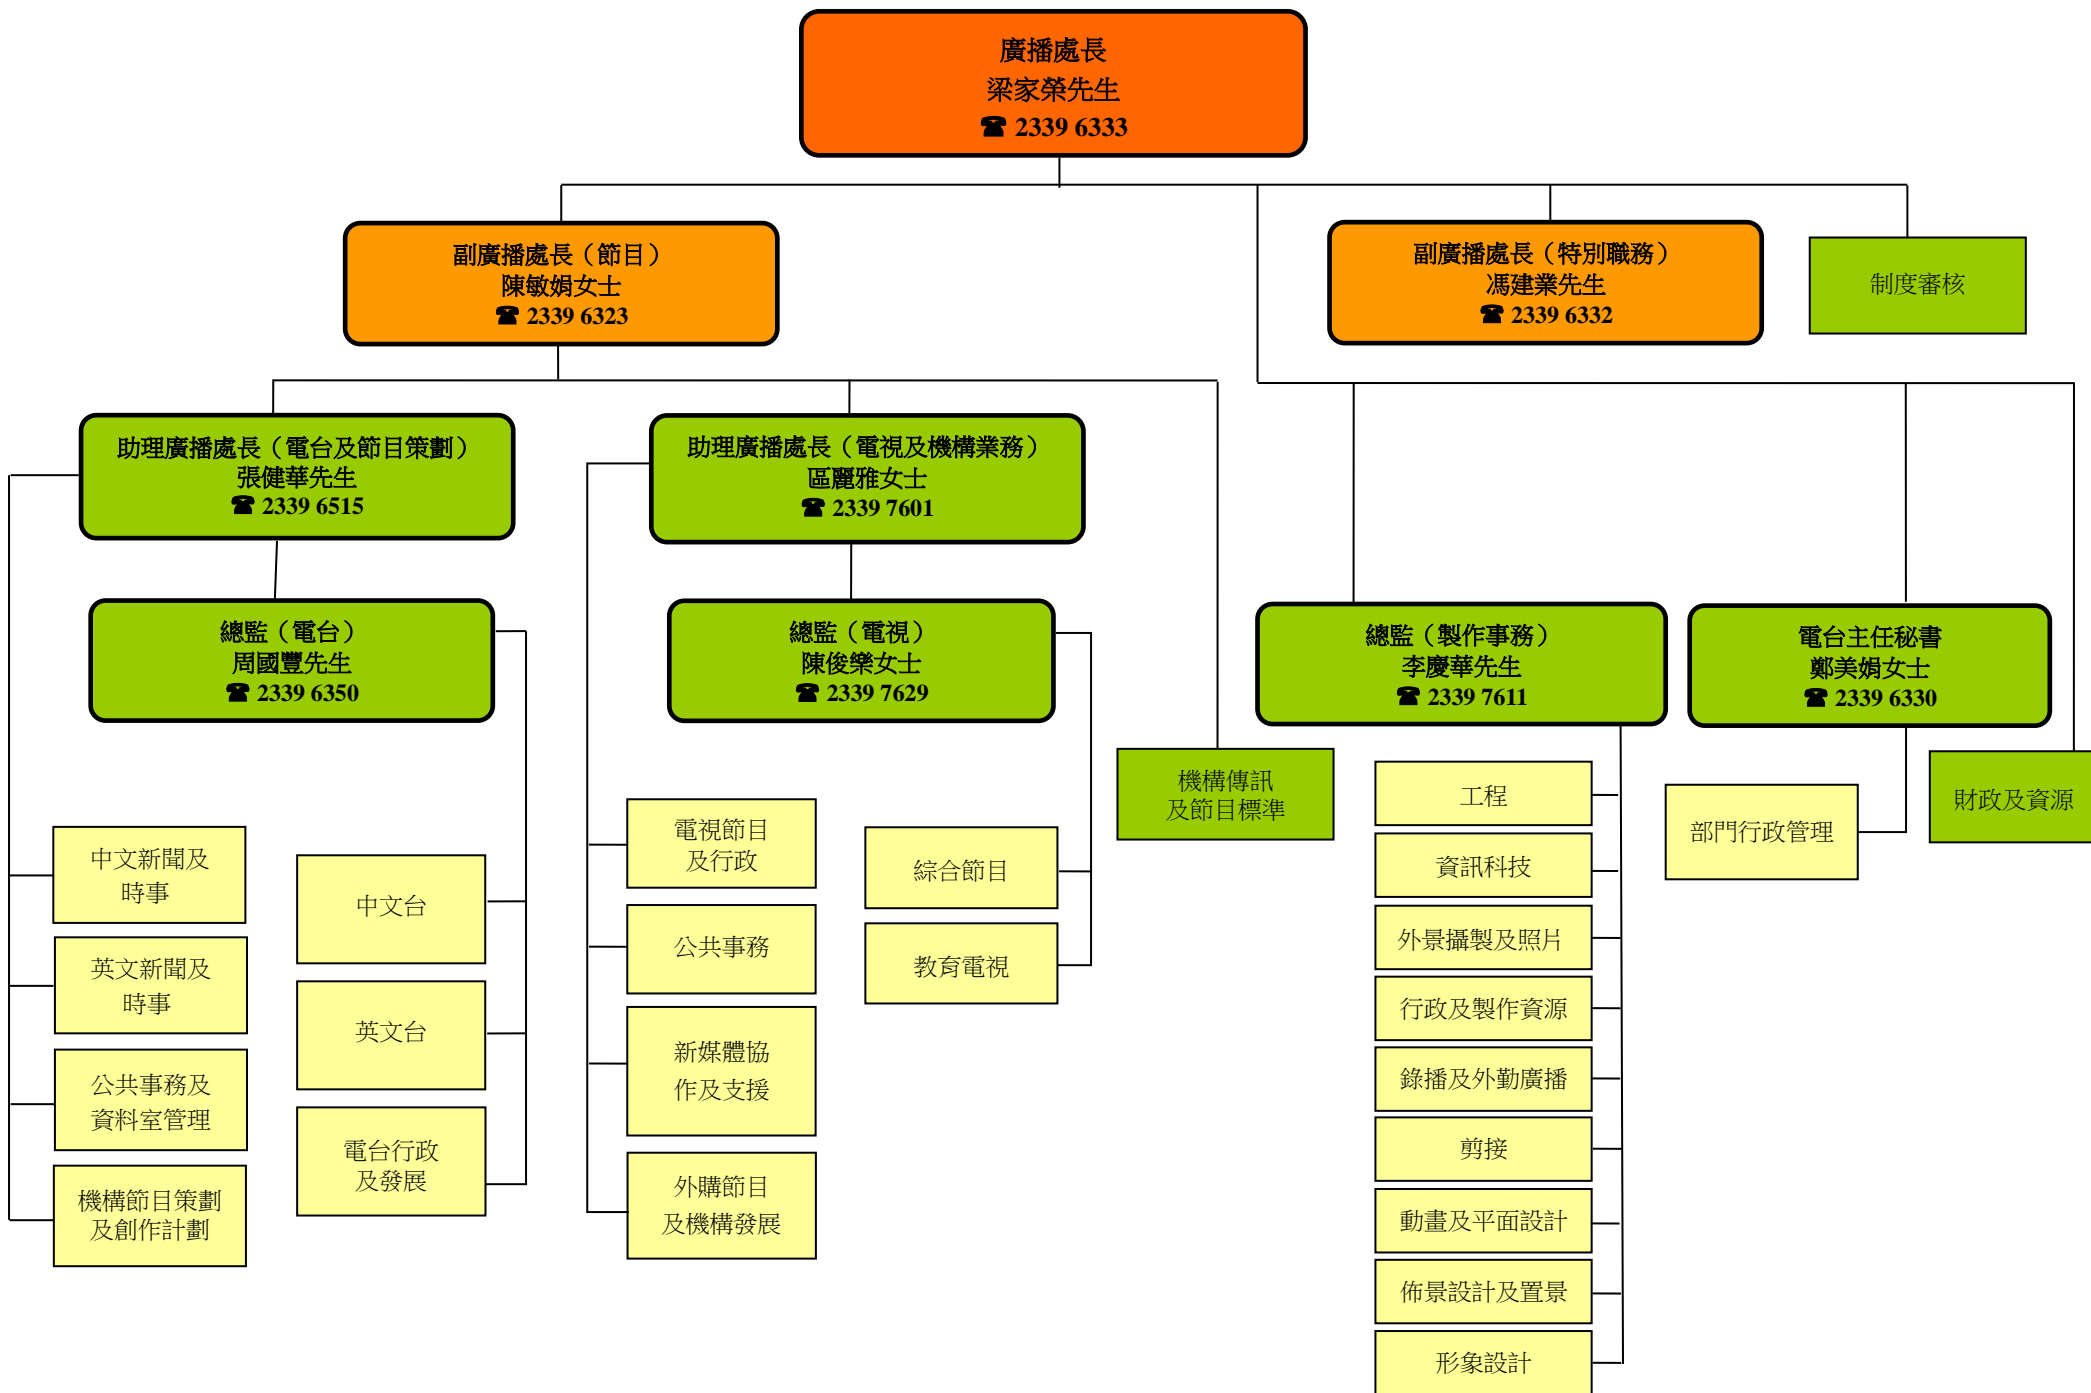 廣播處長
梁家榮先生
☎ 2339 6333
副廣播處長（節目）
陳敏娟女士
☎ 2339 6323
副廣播處長（特別職務）
馮建業先生
☎ 2339 6332
制度審核
助理廣播處長（電台及節目策劃）
張健華先生
☎ 2339 6515
助理廣播處長（電視及機構業務）
區麗雅女士
☎ 2339 7601
總監（電台）
周國豐先生
☎ 2339 6350
總監（電視）
陳俊樂女士
☎ 2339 7629
總監（製作事務）
李慶華先生
☎ 2339 7611
電台主任秘書
鄭美娟女士
☎ 2339 6330
中文新聞及
時事
英文新聞及
時事
公共事務及
資料室管理
機構節目策劃
及創作計劃
中文台
英文台
電台行政
及發展
電視節目
及行政
公共事務
新媒體協
作及支援
外購節目
及機構發展
綜合節目
教育電視
機構傳訊
及節目標準
工程
資訊科技
外景攝製及照片
行政及製作資源
錄播及外勤廣播
剪接
動畫及平面設計
佈景設計及置景
形象設計
部門行政管理
財政及資源